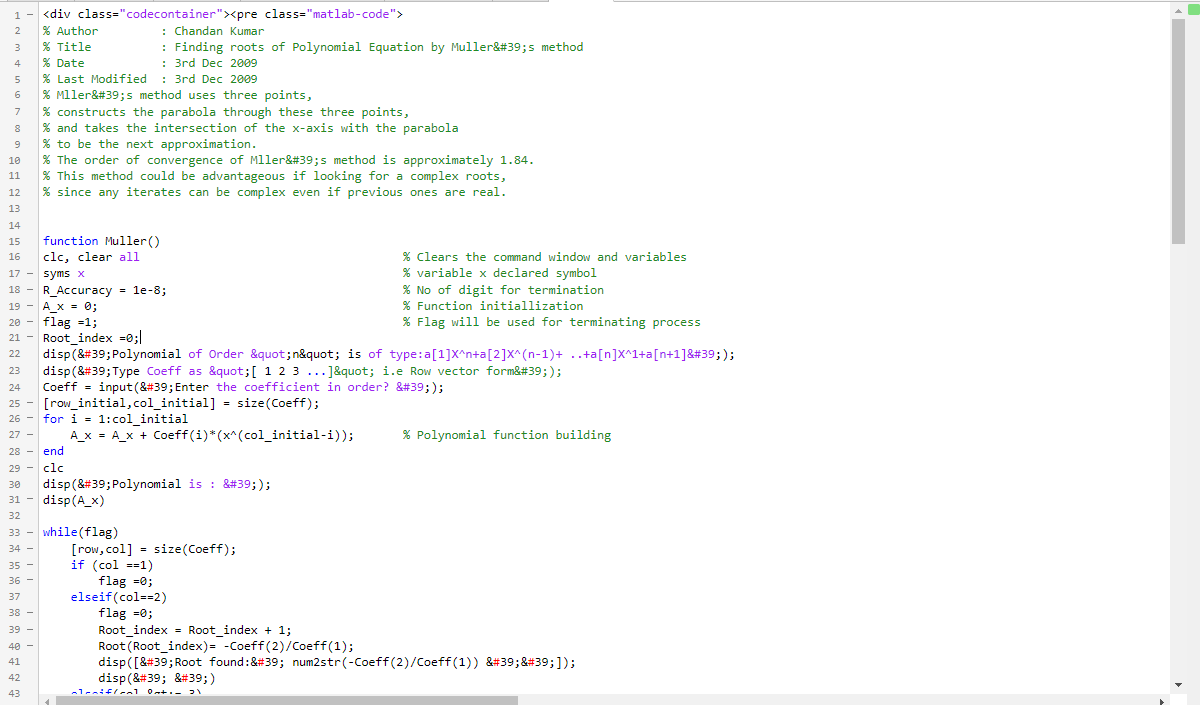 1 <div class="codecontainer"><pre class="matlab-code">
2 % Author : Chandan Kumar
3 % Title : Finding roots of Polynomial Equation by Muller&#39;s method
4 % Date : 3rd Dec 2009
5 % Last Modified : 3rd Dec 2009
6 % Mller&#39;s method uses three points,
7 % constructs the parabola through these three points,
8 % and takes the intersection of the x-axis with the parabola
9 % to be the next approximation.
10 % The order of convergence of Mller&#39;s method is approximately 1.84.
11 % This method could be advantageous if looking for a complex roots,
12 % since any iterates can be complex even if previous ones are real.
13
14
15 function Muller()
16 clc, clear all % Clears the command window and variables
17 syms x % variable x declared symbol
18 R_Accuracy = 1e-8; % No of digit for termination
19 A_x = 0; % Function initiallization
20 flag =1; % Flag will be used for terminating process
21 Root_index =0;
22 disp(&#39;Polynomial of Order &quot;n&quot; is of type:a[1]X^n+a[2]X^(n-1)+ ..+a[n]X^1+a[n+1]&#39;);
23 disp(&#39;Type Coeff as &quot;[ 1 2 3 ...]&quot; i.e Row vector form&#39;);
24 Coeff = input(&#39;Enter the coefficient in order? &#39;);
25 [row_initial,col_initial] = size(Coeff);
26 for i = 1:col_initial
27 A_x = A_x + Coeff(i)*(x^(col_initial-i)); % Polynomial function building
28 end
29 clc
30 disp(&#39;Polynomial is : &#39;);
31 disp(A_x)
32
33 while(flag)
34 [row,col] = size(Coeff);
35 if (col ==1)
36 flag =0;
37 elseif(col==2)
38 flag =0;
39 Root_index = Root_index + 1;
40 Root(Root_index)= -Coeff(2)/Coeff(1);
41 disp([&#39;Root found:&#39; num2str(-Coeff(2)/Coeff(1)) &#39;&#39;]);
42 disp(&#39; &#39;)
43 elseif(col &gt;= 3)